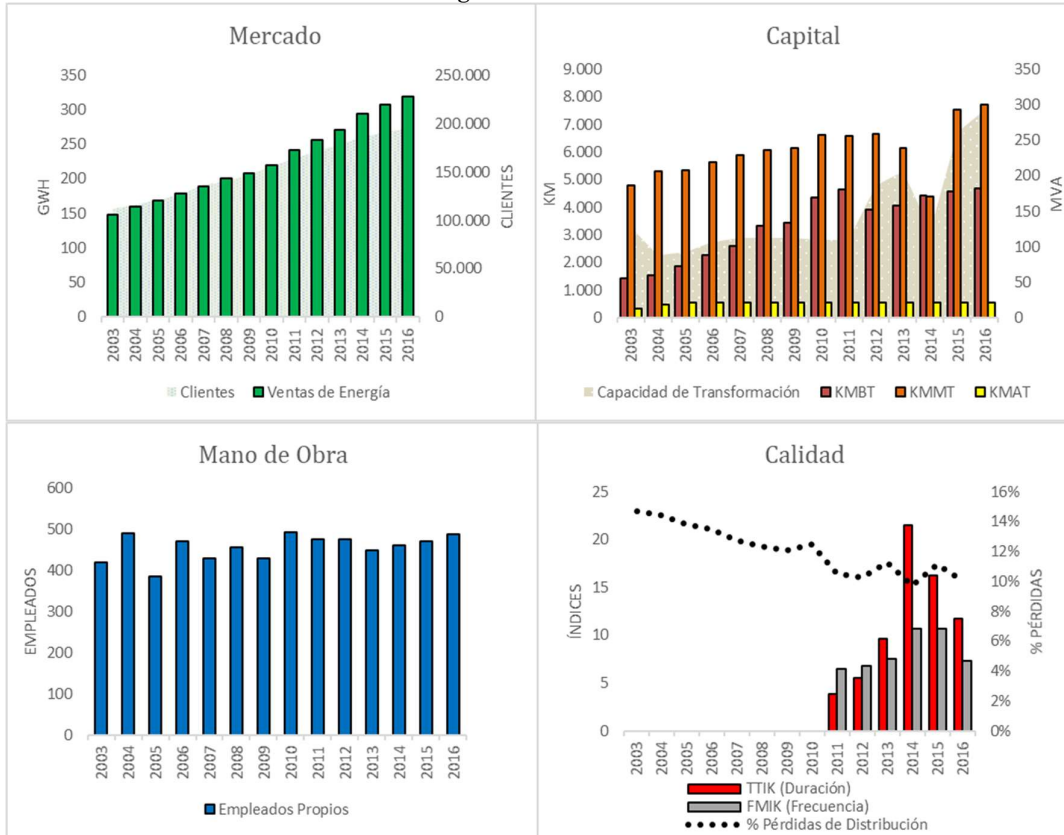 Mercado
GWH
350
300
250
200
150
100
50
0
250.000
200.000
150.000
100.000
50.000
0
CLIENTES
2003 2004 2005 2006 2007 2008 2009 2010 2011 2012 2013 2014 2015 2016
Clientes Ventas de Energía
Capital
KM
9.000
8.000
7.000
6.000
5.000
4.000
3.000
2.000
1.000
0
350
300
250
200
150
100
50
0
MVA
2003 2004 2005 2006 2007 2008 2009 2010 2011 2012 2013 2014 2015 2016
Capacidad de Transformación KMBT KMMT KMAT
Mano de Obra
EMPLEADOS
600
500
400
300
200
100
0
2003 2004 2005 2006 2007 2008 2009 2010 2011 2012 2013 2014 2015 2016
Empleados Propios
Calidad
ÍNDICES
25
20
15
10
5
0
16%
14%
12%
10%
8%
6%
4%
2%
0%
% PÉRDIDAS
2003 2004 2005 2006 2007 2008 2009 2010 2011 2012 2013 2014 2015 2016
TTIK (Duración)
FMIK (Frecuencia)
% Pérdidas de Distribución